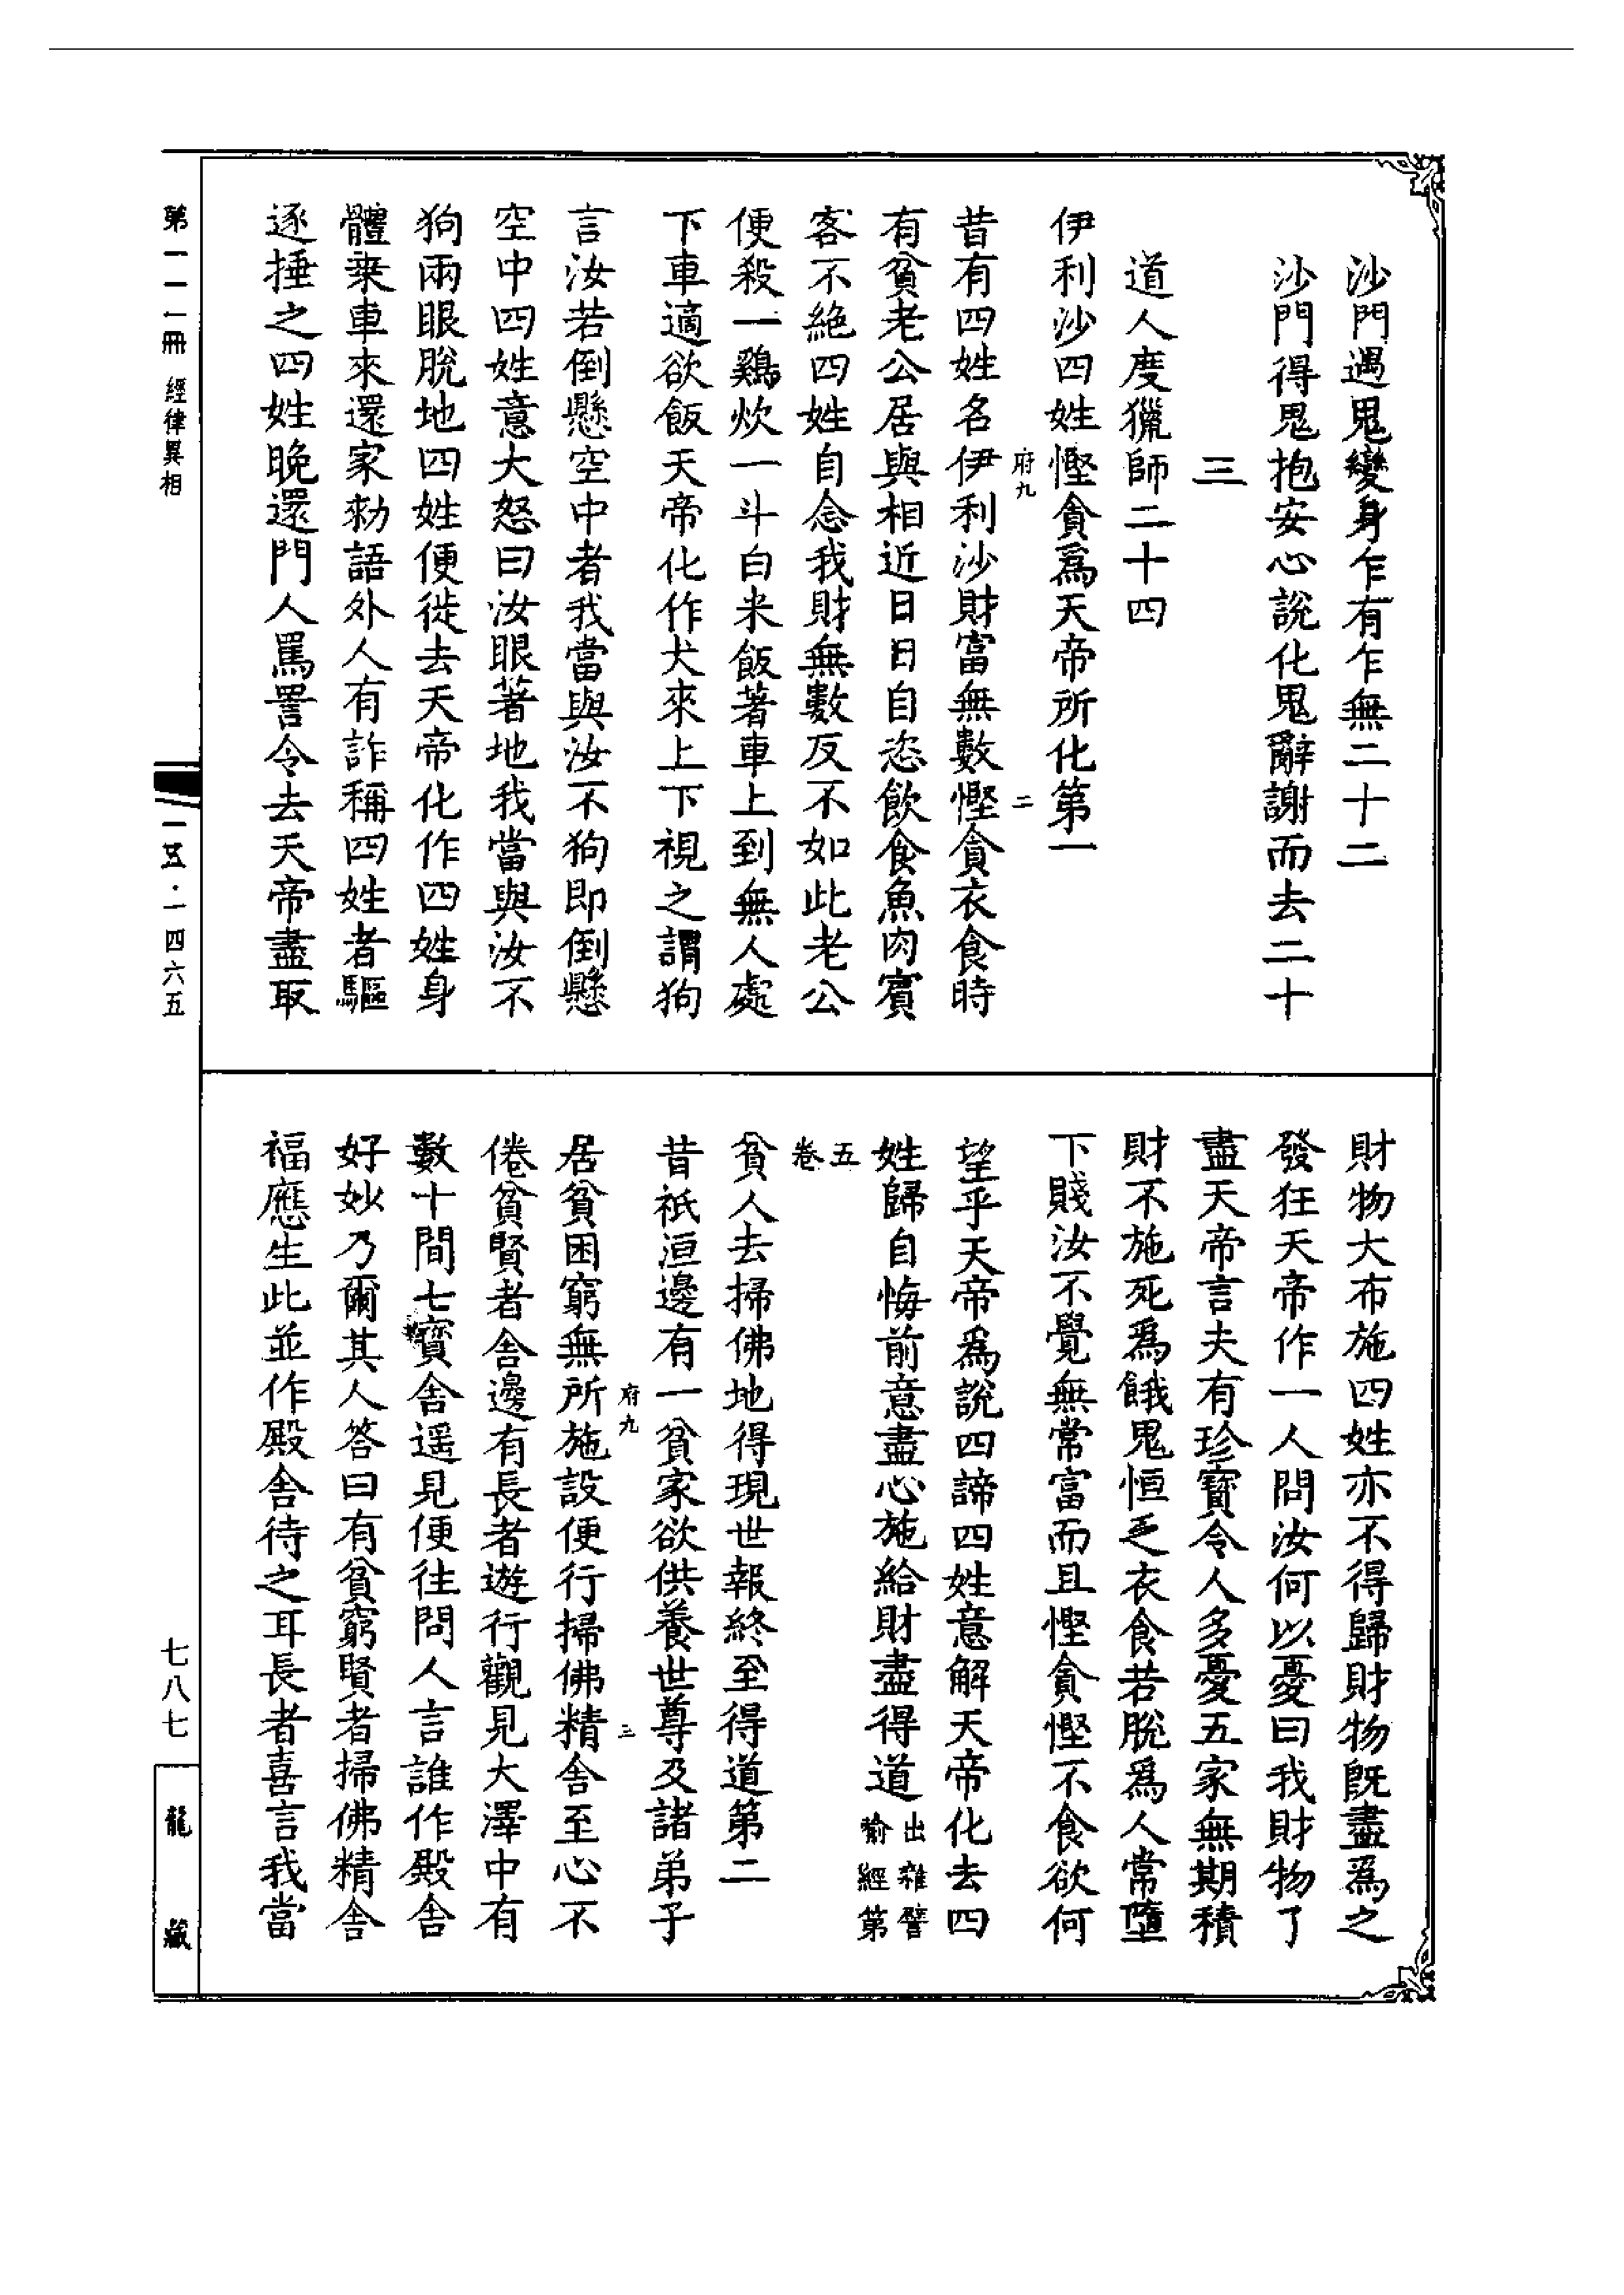 沙門遇鬼變身乍有乍無二十二
沙門得鬼抱安心說化鬼辭謝而去二十
三
道人度獵師二十四
伊利沙四姓慳貪爲天帝所化第一
府九
二
昔有四姓名伊利沙財富無數慳貪衣食時
有貧老公居與相近日日自恣飲食魚肉賓
客不絶四姓自念我財無數反不如此老公
便殺一鷄炊一斗白米飯著車上到無人處
下車適欲飯天帝化作犬來上下視之謂狗
言汝若倒懸空中者我當與汝不狗即倒懸
空中四姓意大怒曰汝眼著地我當與汝不
狗兩眼脫地四姓便徙去天帝化作四姓身
體乗車來還家勑語外人有詐稱四姓者驅
逐捶之四姓晚還門人罵詈令去天帝盡取
財物大布施四姓亦不得歸財物旣盡爲之
發狂天帝作一人問汝何以憂曰我財物了
盡天帝言夫有珍寶令人多憂五家無期積
財不施死爲餓鬼恒乏衣食若脫爲人常墮
下賤汝不覺無常富而且慳貪慳不食欲何
望乎天帝爲說四諦四姓意解天帝化去四
姓歸自悔前意盡心施給財盡得道出雜譬喻經第
五卷
貧人去掃佛地得現世報終至得道第二
昔祇洹邊有一貧家欲供養世尊及諸弟子
府九
三
居貧困窮無所施設便行掃佛精舍至心不
倦貧賢者舍邊有長者遊行觀見大澤中有
數十間七寶舍遥見便往問人言誰作殿舍
好妙乃爾其人答曰有貧窮賢者掃佛精舍
福應生此並作殿舍待之耳長者喜言我當
第一一一冊 經律異相
一五·一四六五
七八七
龍藏